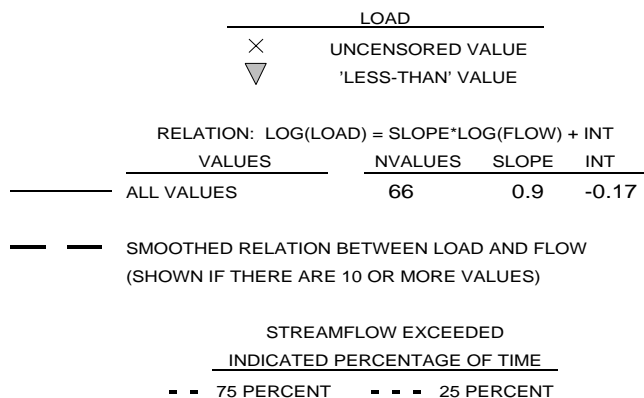 LOAD
UNCENSORED VALUE
'LESS-THAN' VALUE
RELATION: LOG(LOAD) = SLOPE*LOG(FLOW) + INT
VALUES NVALUES SLOPE INT
ALL VALUES 66 0.9 -0.17
SMOOTHED RELATION BETWEEN LOAD AND FLOW
(SHOWN IF THERE ARE 10 OR MORE VALUES)
STREAMFLOW EXCEEDED
INDICATED PERCENTAGE OF TIME
75 PERCENT 25 PERCENT